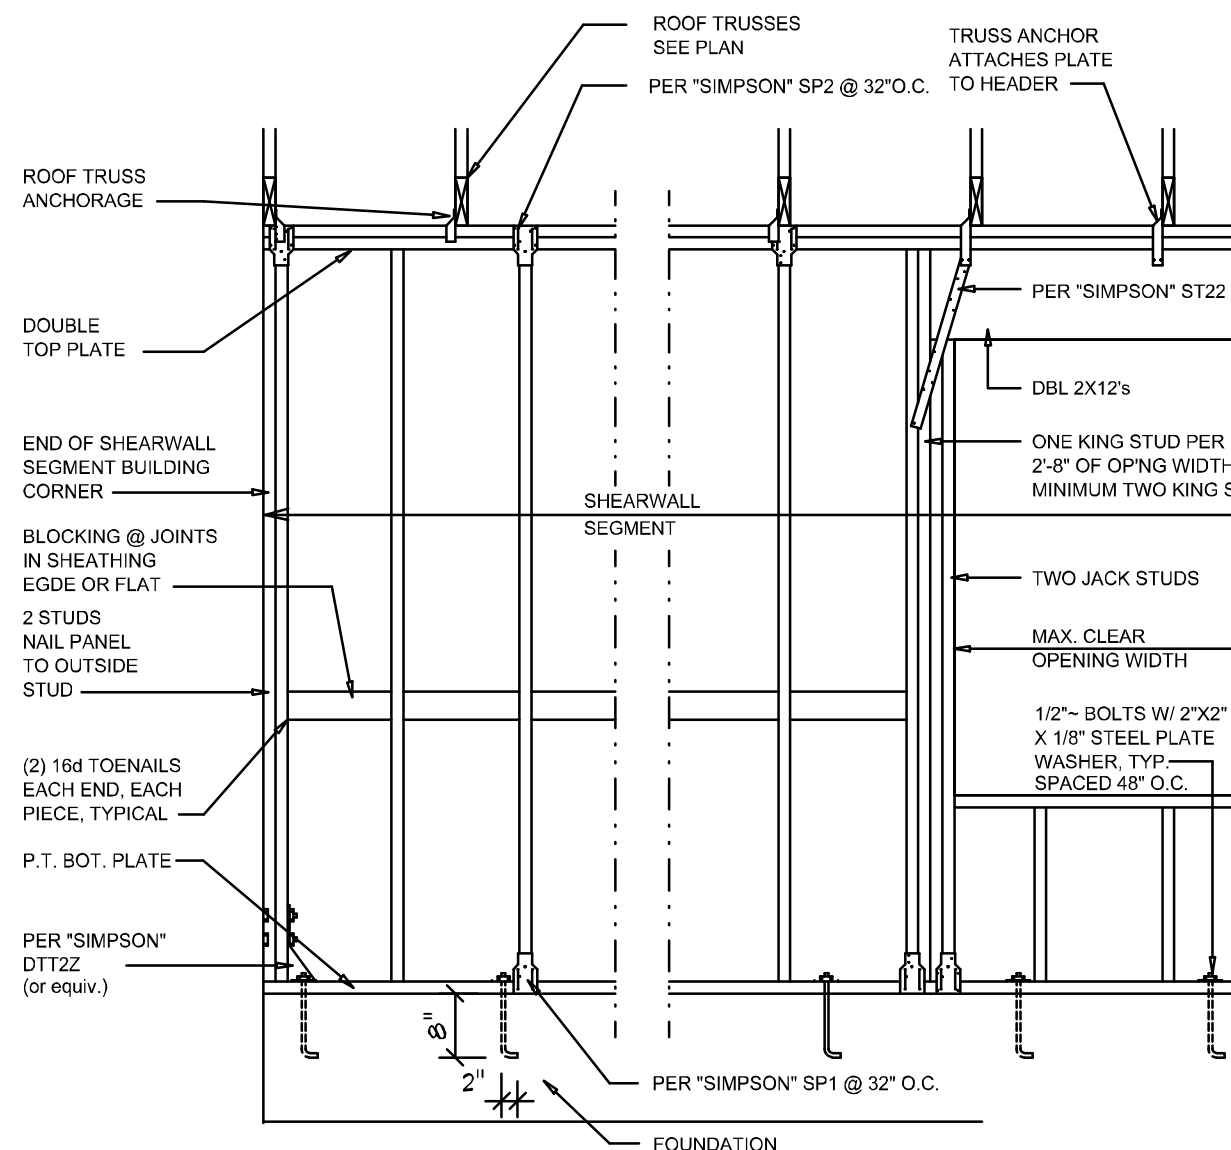 ROOF TRUSSES
SEE PLAN
TRUSS ANCHOR
ATTACHES PLATE
TO HEADER
PER "SIMPSON" SP2 @ 32"O.C.
ROOF TRUSS
ANCHORAGE
PER "SIMPSON" ST22
DOUBLE
TOP PLATE
DBL 2X12's
END OF SHEARWALL
SEGMENT BUILDING
CORNER
ONE KING STUD PER
2'-8" OF OP'NG WIDTH
MINIMUM TWO KING S
SHEARWALL
SEGMENT
BLOCKING @ JOINTS
IN SHEATHING
EGDE OR FLAT
TWO JACK STUDS
2 STUDS
NAIL PANEL
TO OUTSIDE
STUD
MAX. CLEAR
OPENING WIDTH
1/2"~ BOLTS W/ 2"X2"
X 1/8" STEEL PLATE
WASHER, TYP.
SPACED 48" O.C.
(2) 16d TOENAILS
EACH END, EACH
PIECE, TYPICAL
P.T. BOT. PLATE
PER "SIMPSON"
DTT2Z
(or equiv.)
8"
2"
PER "SIMPSON" SP1 @ 32" O.C.
FOUNDATION